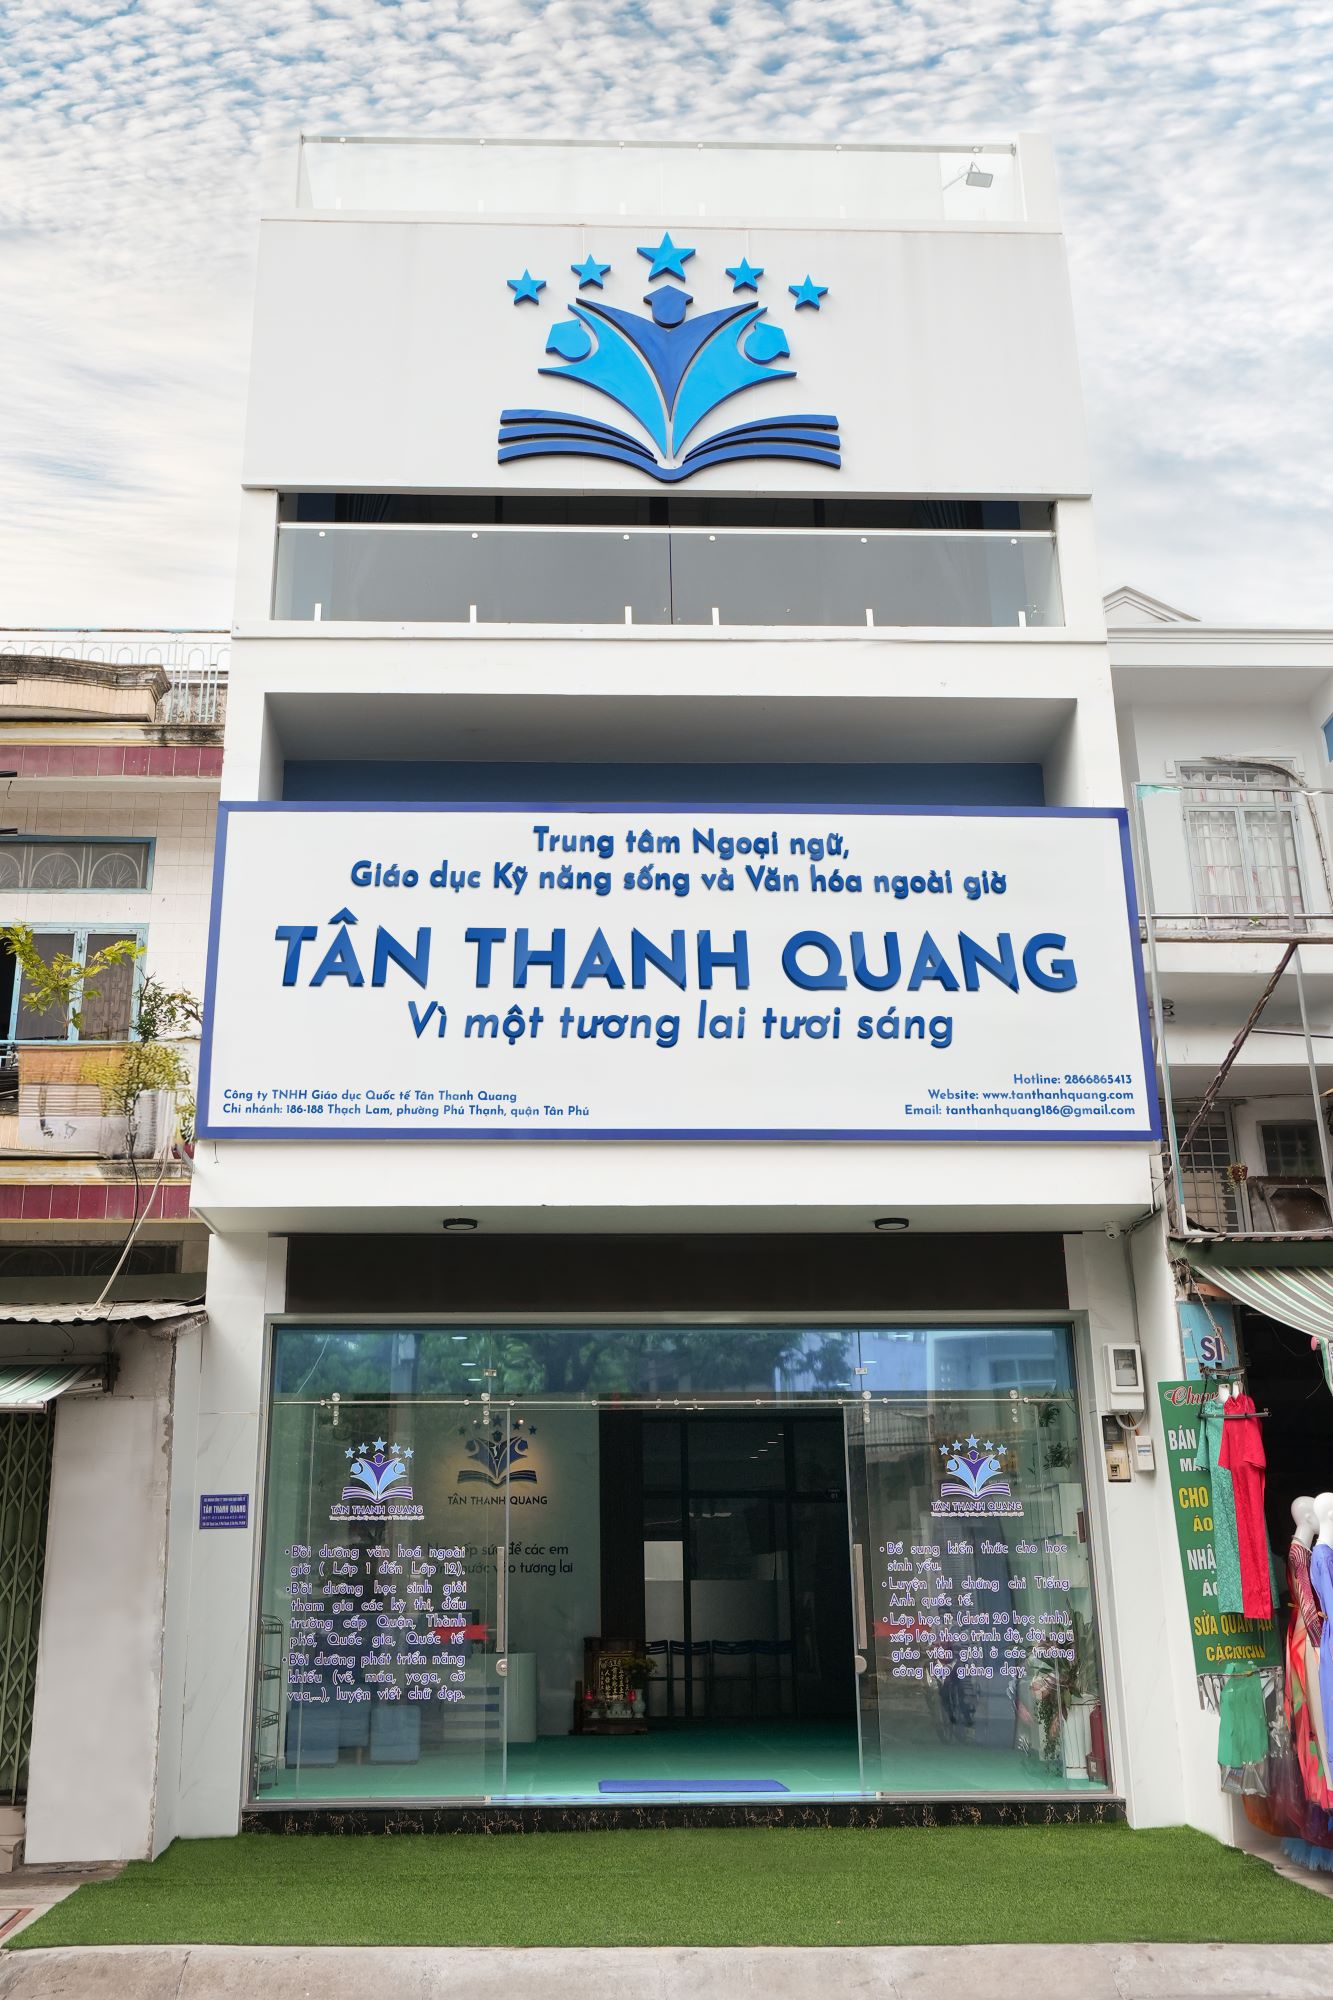 Trung tâm Ngoại ngữ,
Giáo dục Kỹ năng sống và Văn hóa ngoài giờ
TÂN THANH QUANG
Vì một tương lai tươi sáng
Công ty TNHH Giáo dục Quốc tế Tân Thanh Quang
Chi nhánh: 186-188 Thạch Lam, phường Phú Thạnh, quận Tân Phú
Hotline: 2866865413
Website: www.tanthanhquang.com
Email: tanthanhquang186@gmail.com
TÂN THANH QUANG
TÂN THANH QUANG
• Bồi dưỡng văn hoá ngoài
giờ ( Lớp 1 đến Lớp 12).
• Bồi dưỡng học sinh giỏi
tham gia các kỳ thi, đấu
trường cấp Quận, Thành
phố, Quốc gia, Quốc tế
• Bồi dưỡng phát triển năng
khiếu (vẽ, múa, yoga, cờ
vua,...), luyện viết chữ đẹp.
TÂN THANH QUANG
để các em
tương lai
TÂN THANH QUANG
• Bổ sung kiến thức cho học
sinh yếu.
• Luyện thi chứng chỉ Tiếng
Anh quốc tế.
• Lớp học ít (dưới 20 học sinh),
xếp lớp theo trình độ, đội ngũ
giáo viên giỏi ở các trường
công lập giảng dạy.
SỈ
BÁN
CHO
ÁO
NHẬ
SỬA QUẦN